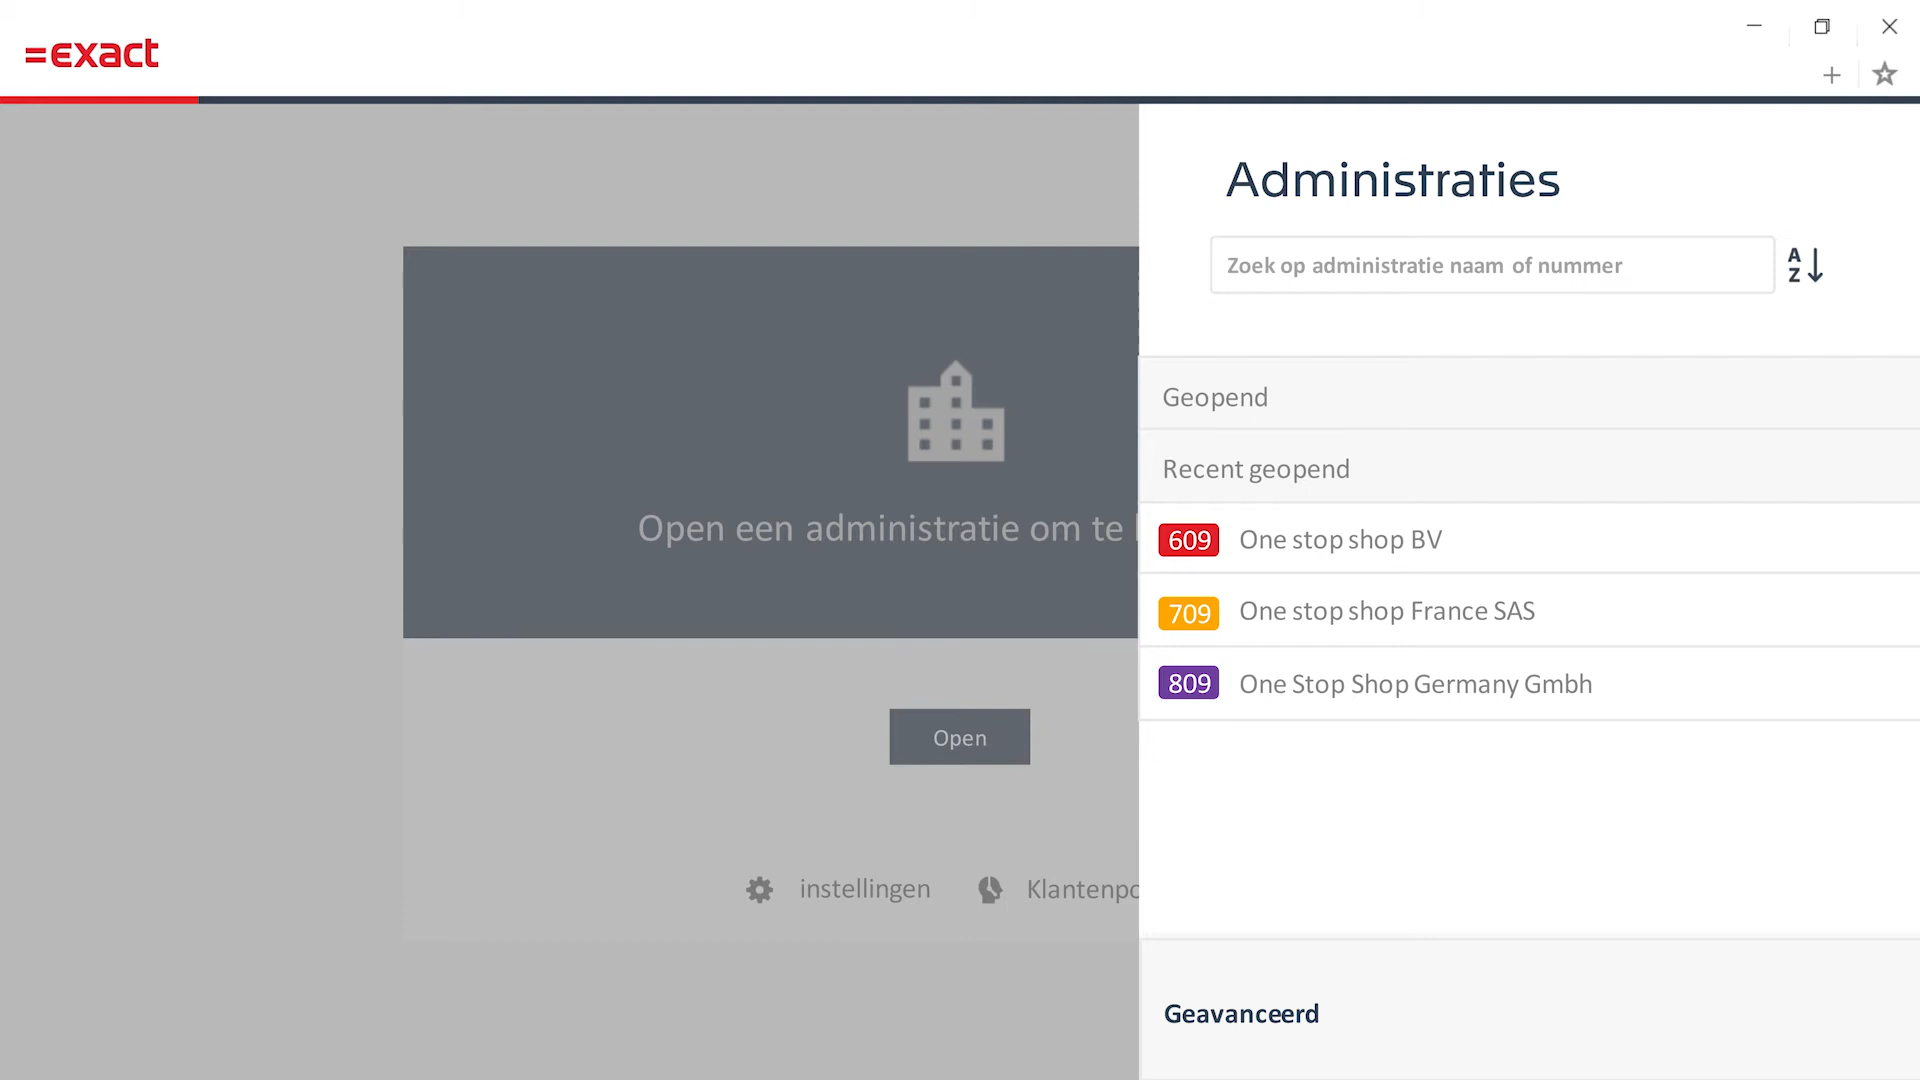 =exact
Administraties
Zoek op administratie naam of nummer
A
Z
Geopend
Recent geopend
609 One stop shop BV
709 One stop shop France SAS
809 One Stop Shop Germany Gmbh
Geavanceerd
Open een administratie om te
Open
instellingen
Klantenpo